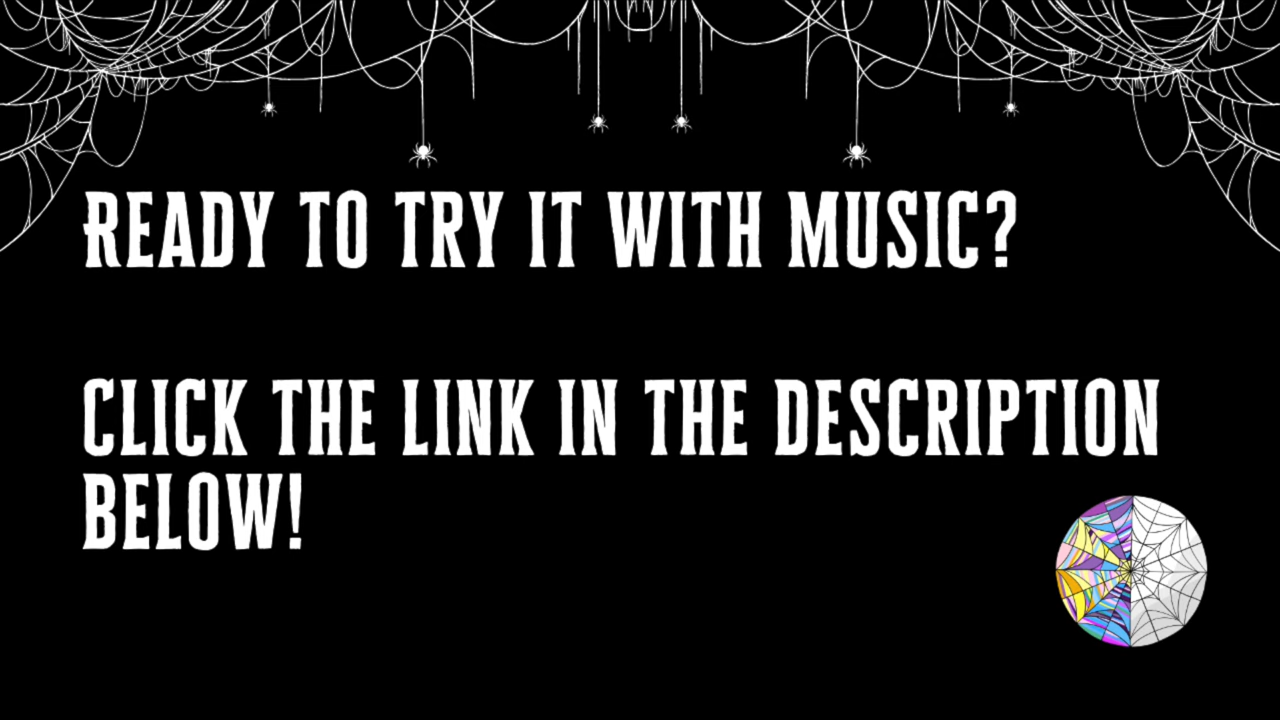 READY TO TRY IT WITH MUSIC?
CLICK THE LINK IN THE DESCRIPTION
BELOW!